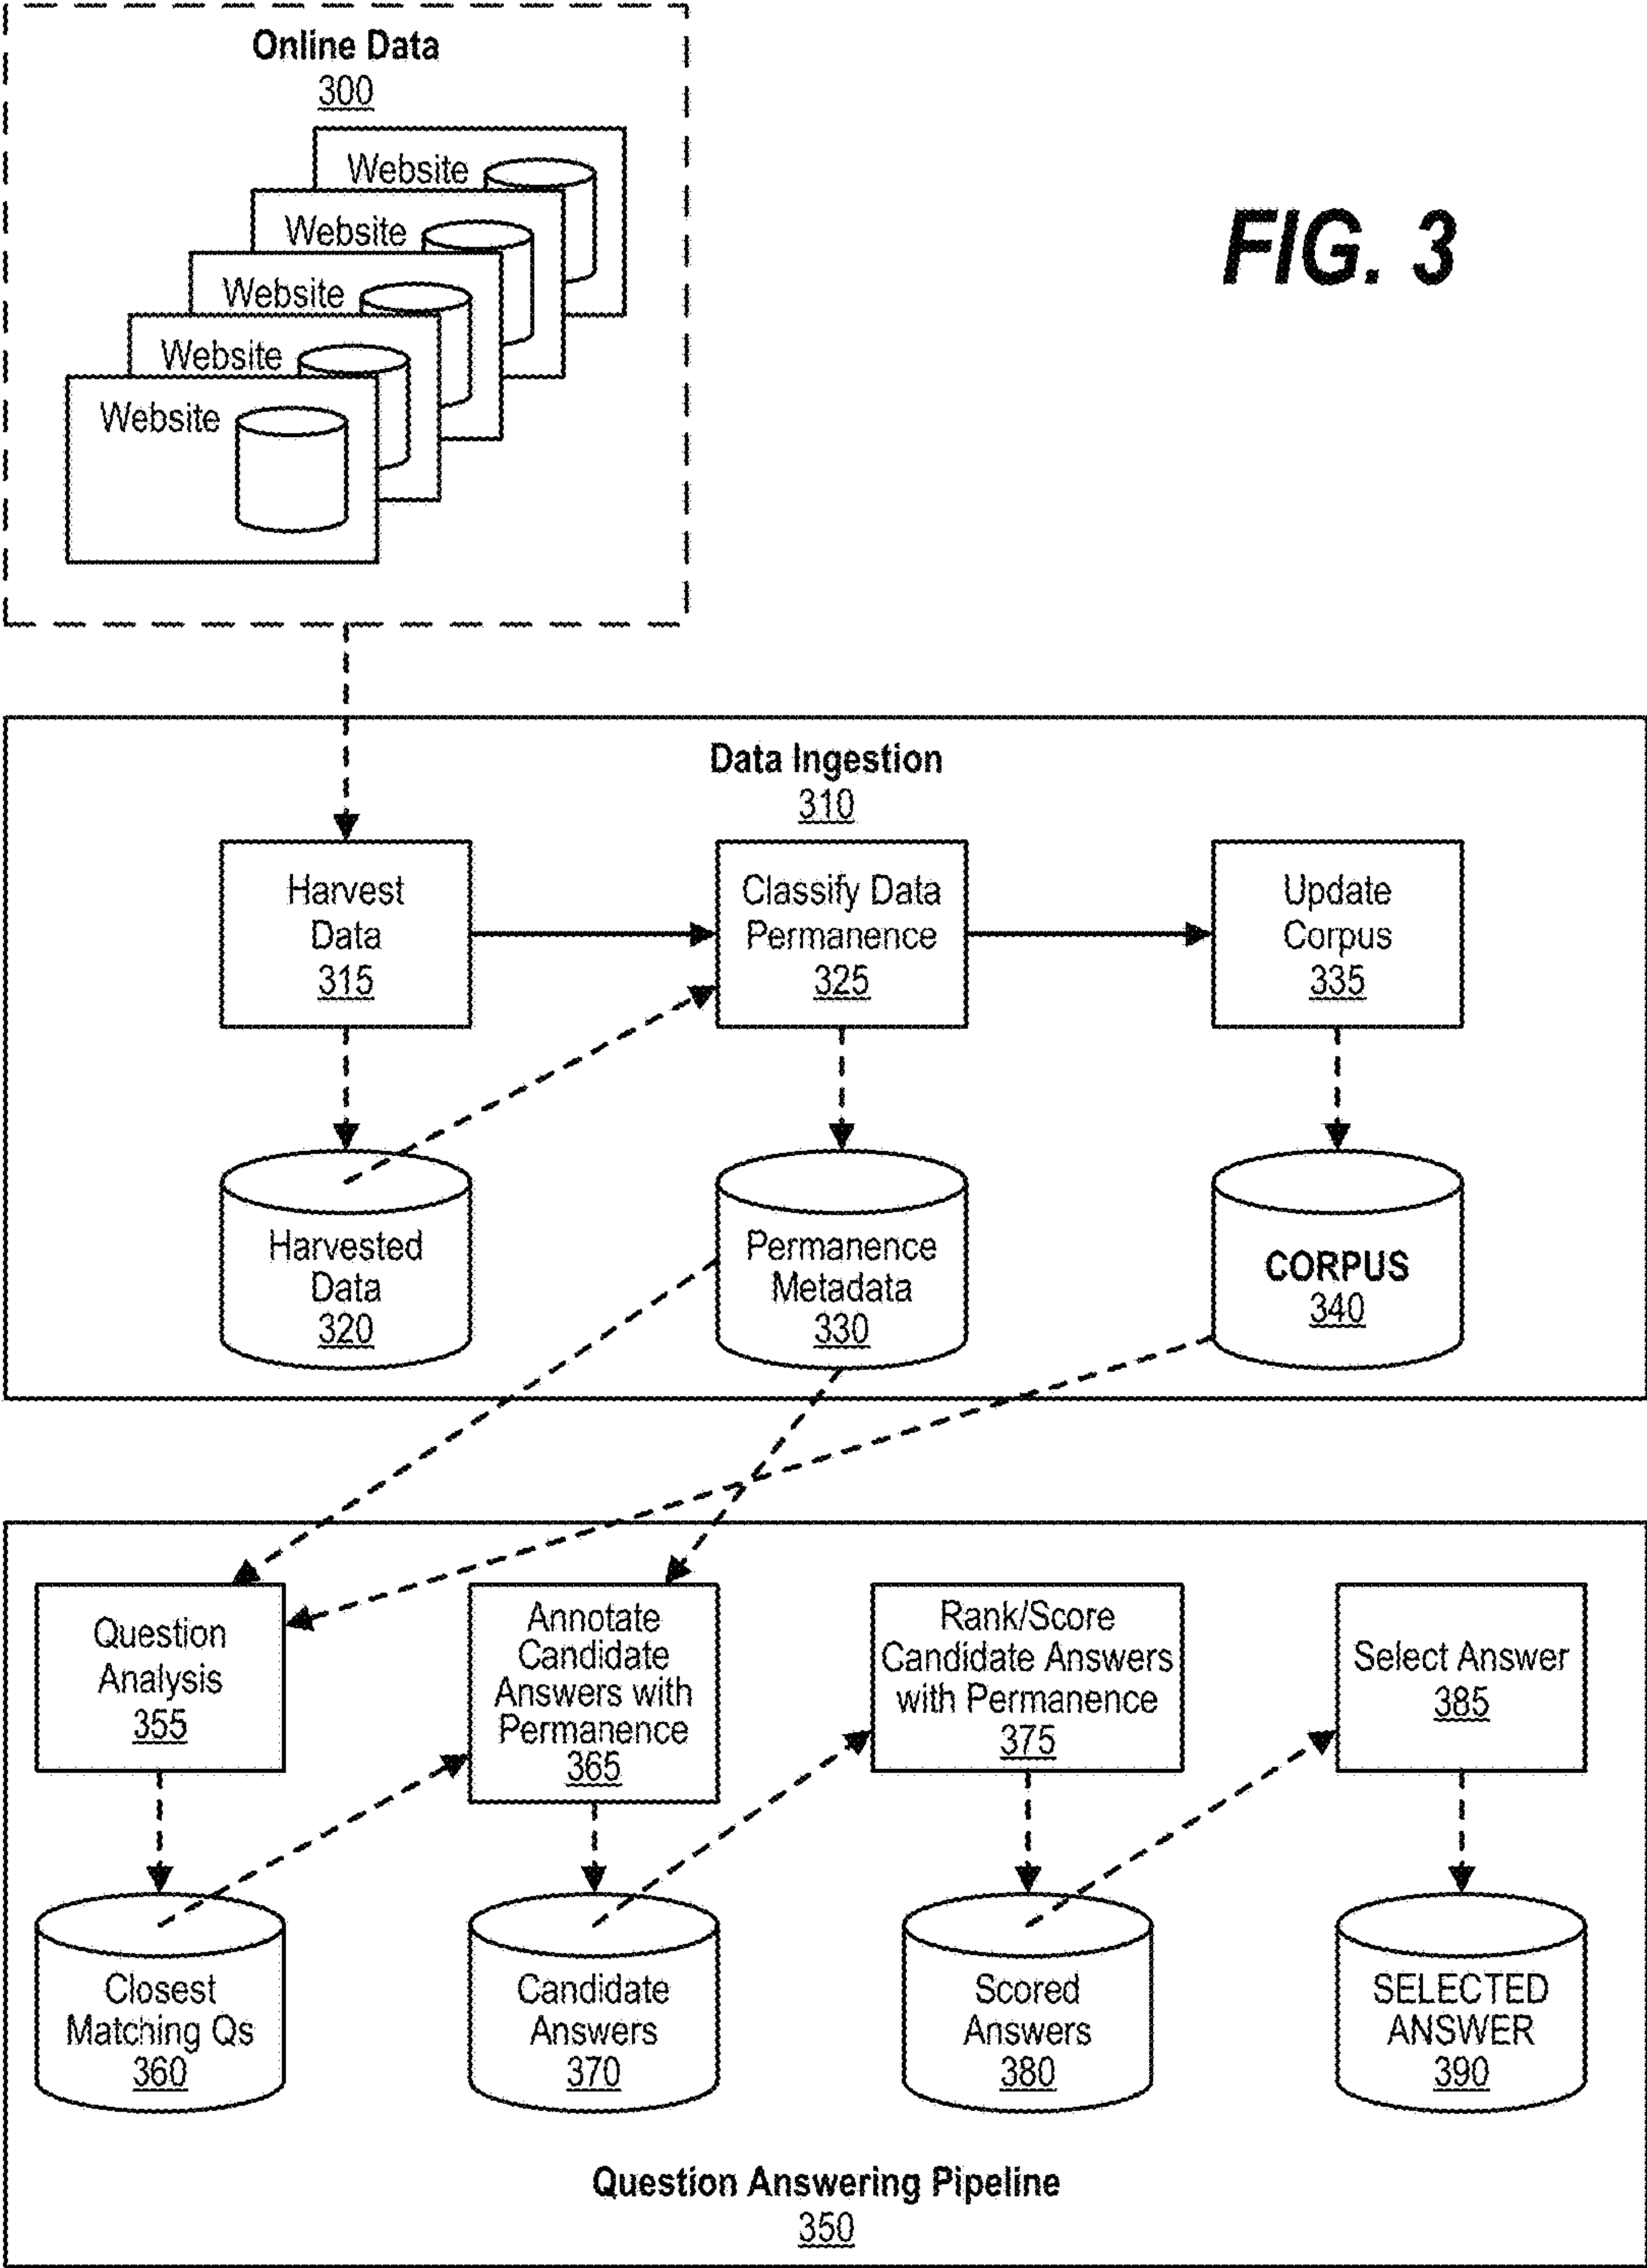 Online Data
300
Website
Website
Website
Website
Website
FIG. 3
Data Ingestion
310
Harvest
Data
315
Classify Data
Permanence
325
Update
Corpus
335
Harvested
Data
320
Permanence
Metadata
330
CORPUS
340
Question
Analysis
355
Annotate
Candidate
Answers with
Permanence
365
Rank/Score
Candidate Answers
with Permanence
375
Select Answer
385
Closest
Matching Qs
360
Candidate
Answers
370
Scored
Answers
380
SELECTED
ANSWER
390
Question Answering Pipeline
350